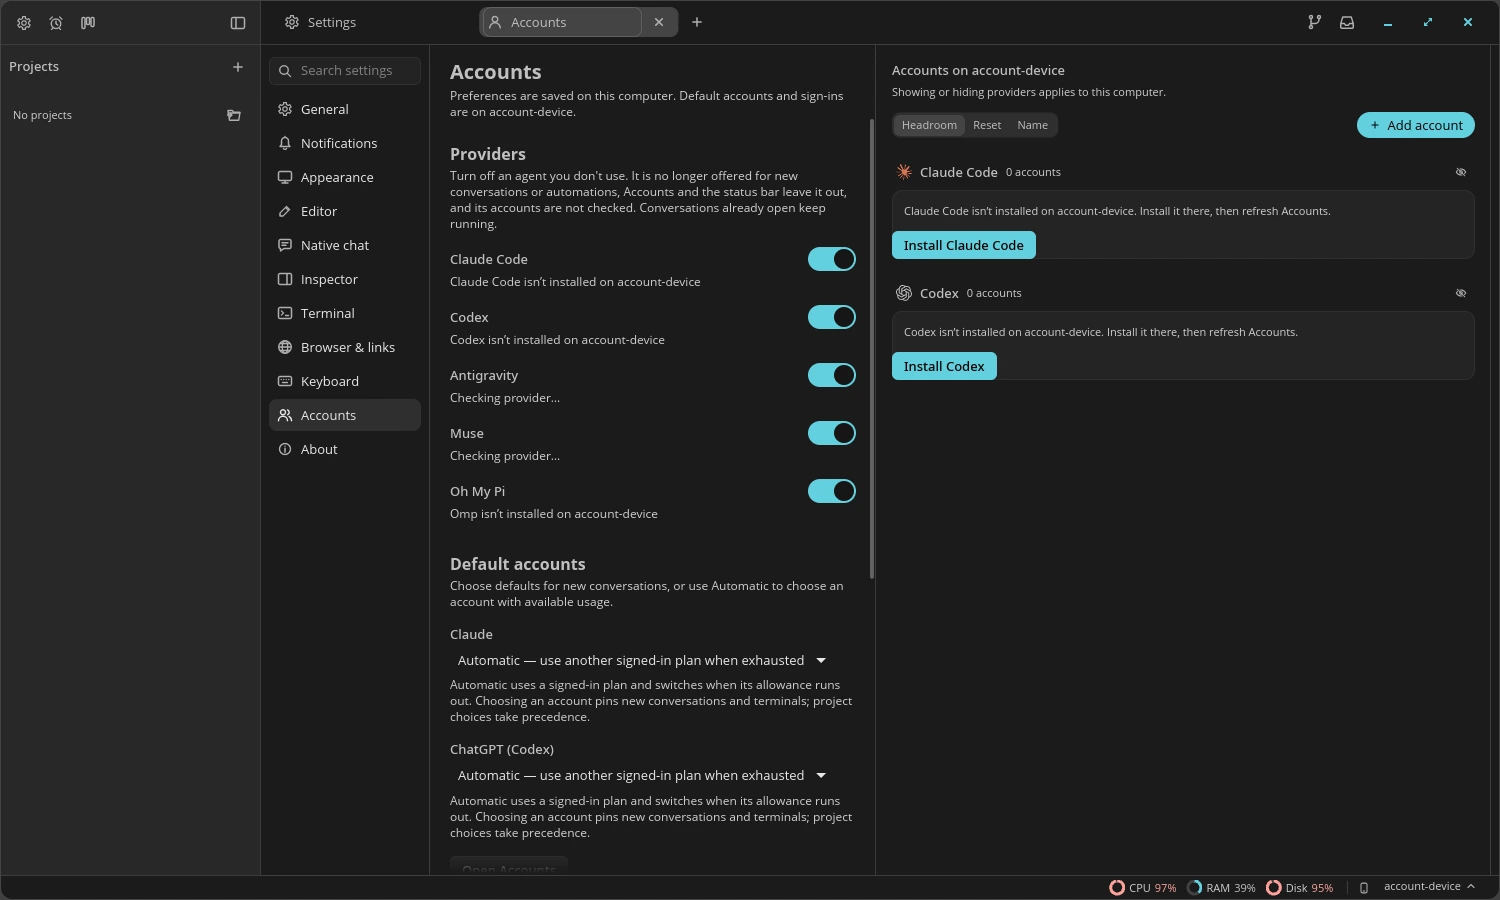 Settings
Accounts
Projects
No projects
Search settings
General
Notifications
Appearance
Editor
Native chat
Inspector
Terminal
Browser & links
Keyboard
Accounts
About
Accounts
Preferences are saved on this computer. Default accounts and sign-ins
are on account-device.
Providers
Turn off an agent you don't use. It is no longer offered for new
conversations or automations, Accounts and the status bar leave it out,
and its accounts are not checked. Conversations already open keep
running.
Claude Code
Claude Code isn’t installed on account-device
Codex
Codex isn’t installed on account-device
Antigravity
Checking provider...
Muse
Checking provider...
Oh My Pi
Omp isn’t installed on account-device
Default accounts
Choose defaults for new conversations, or use Automatic to choose an
account with available usage.
Claude
Automatic — use another signed-in plan when exhausted
Automatic uses a signed-in plan and switches when its allowance runs
out. Choosing an account pins new conversations and terminals; project
choices take precedence.
ChatGPT (Codex)
Automatic — use another signed-in plan when exhausted
Automatic uses a signed-in plan and switches when its allowance runs
out. Choosing an account pins new conversations and terminals; project
choices take precedence.
Open Accounts
Accounts on account-device
Showing or hiding providers applies to this computer.
Headroom Reset Name
+ Add account
Claude Code 0 accounts
Claude Code isn’t installed on account-device. Install it there, then refresh Accounts.
Install Claude Code
Codex 0 accounts
Codex isn’t installed on account-device. Install it there, then refresh Accounts.
Install Codex
CPU 97% RAM 39% Disk 95% account-device